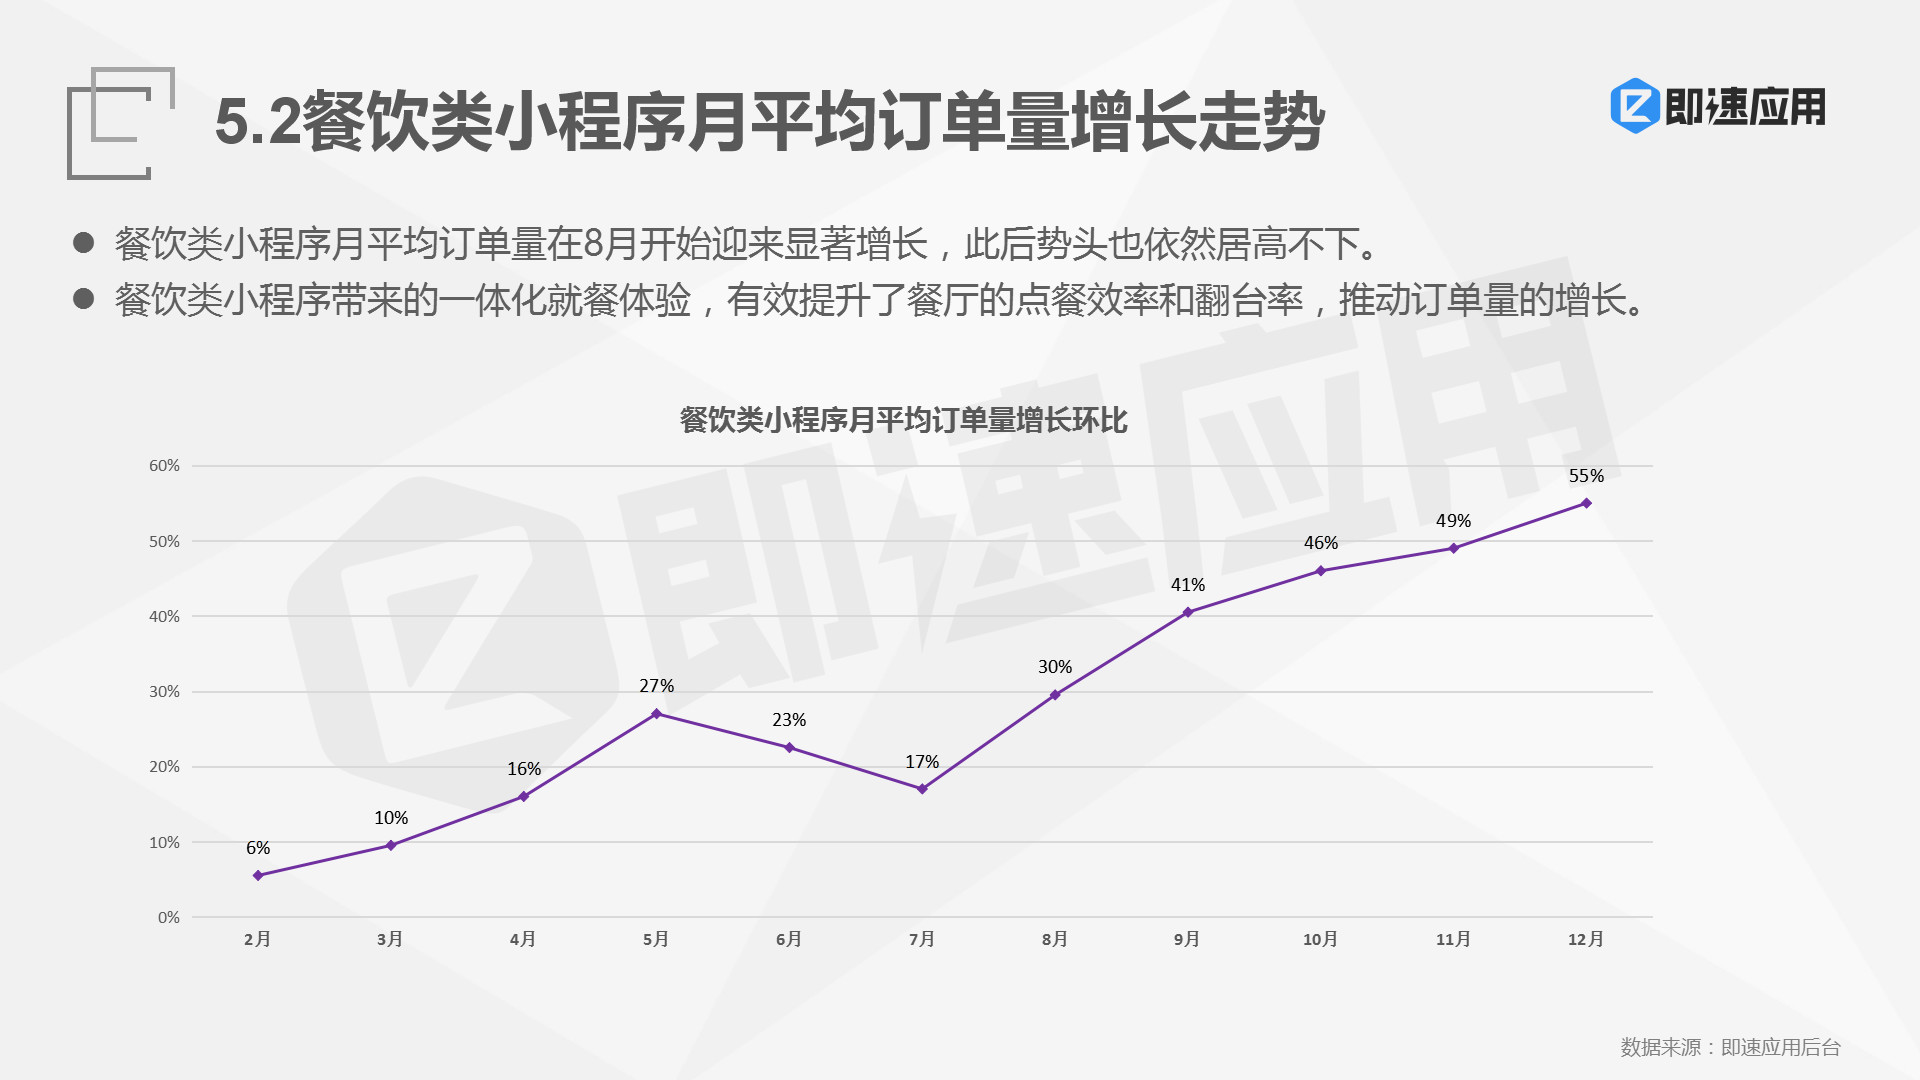 5.2餐饮类小程序月平均订单量增长走势
即速应用
餐饮类小程序月平均订单量在8月开始迎来显著增长，此后势头也依然居高不下。
餐饮类小程序带来的一体化就餐体验，有效提升了餐厅的点餐效率和翻台率，推动订单量的增长。
即速应用
餐饮类小程序月平均订单量增长环比
60%
50%
40%
30%
20%
10%
0%
6%
10%
16%
27%
23%
17%
30%
41%
46%
49%
55%
2月
3月
4月
5月
6月
7月
8月
9月
10月
11月
12月
数据来源：即速应用后台